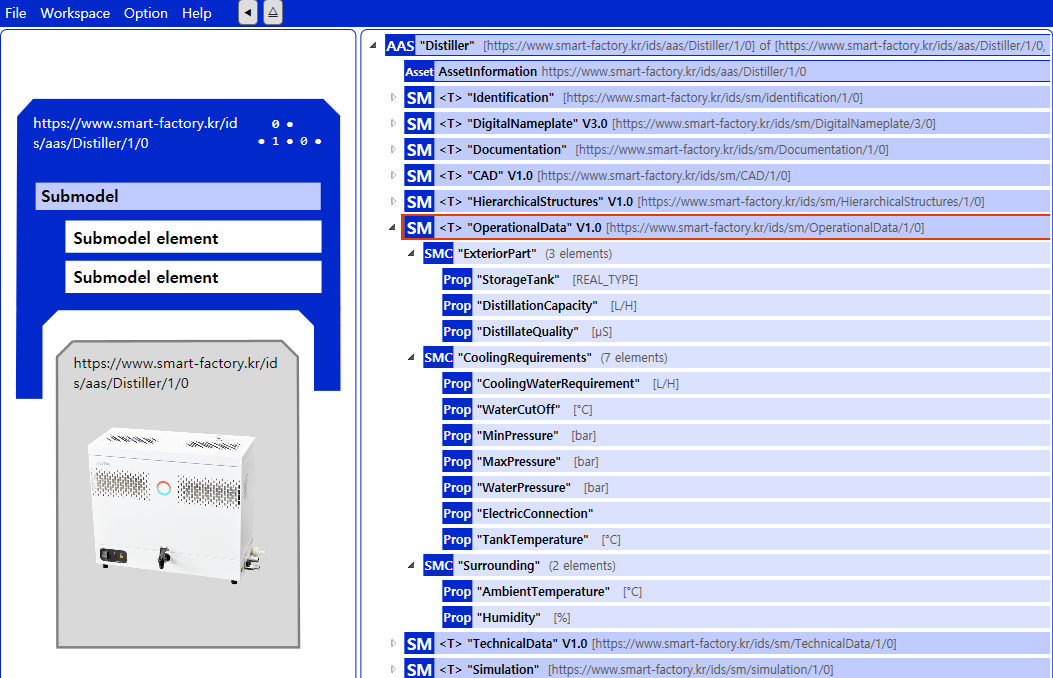 File Workspace Option Help
https://www.smart-factory.kr/id
s/aas/Distiller/1/0
0
1 0
Submodel
Submodel element
Submodel element
https://www.smart-factory.kr/id
s/aas/Distiller/1/0
AAS "Distiller" [https://www.smart-factory.kr/ids/aas/Distiller/1/0] of [https://www.smart-factory.kr/ids/aas/Distiller/1/0,
Asset AssetInformation https://www.smart-factory.kr/ids/aas/Distiller/1/0
SM <T> "Identification" [https://www.smart-factory.kr/ids/sm/identification/1/0]
SM <T> "DigitalNameplate" V3.0 [https://www.smart-factory.kr/ids/sm/DigitalNameplate/3/0]
SM <T> "Documentation" [https://www.smart-factory.kr/ids/sm/Documentation/1/0]
SM <T> "CAD" V1.0 [https://www.smart-factory.kr/ids/sm/CAD/1/0]
SM <T> "HierarchicalStructures" V1.0 [https://www.smart-factory.kr/ids/sm/HierarchicalStructures/1/0]
SM <T> "OperationalData" V1.0 [https://www.smart-factory.kr/ids/sm/OperationalData/1/0]
SMC "ExteriorPart" (3 elements)
Prop "StorageTank" [REAL_TYPE]
Prop "DistillationCapacity" [L/H]
Prop "DistillateQuality" [µS]
SMC "CoolingRequirements" (7 elements)
Prop "CoolingWaterRequirement" [L/H]
Prop "WaterCutOff" [°C]
Prop "MinPressure" [bar]
Prop "MaxPressure" [bar]
Prop "WaterPressure" [bar]
Prop "ElectricConnection"
Prop "TankTemperature" [°C]
SMC "Surrounding" (2 elements)
Prop "AmbientTemperature" [°C]
Prop "Humidity" [%]
SM <T> "TechnicalData" V1.0 [https://www.smart-factory.kr/ids/sm/TechnicalData/1/0]
SM <T> "Simulation" [https://www.smart-factory.kr/ids/sm/simulation/1/0]